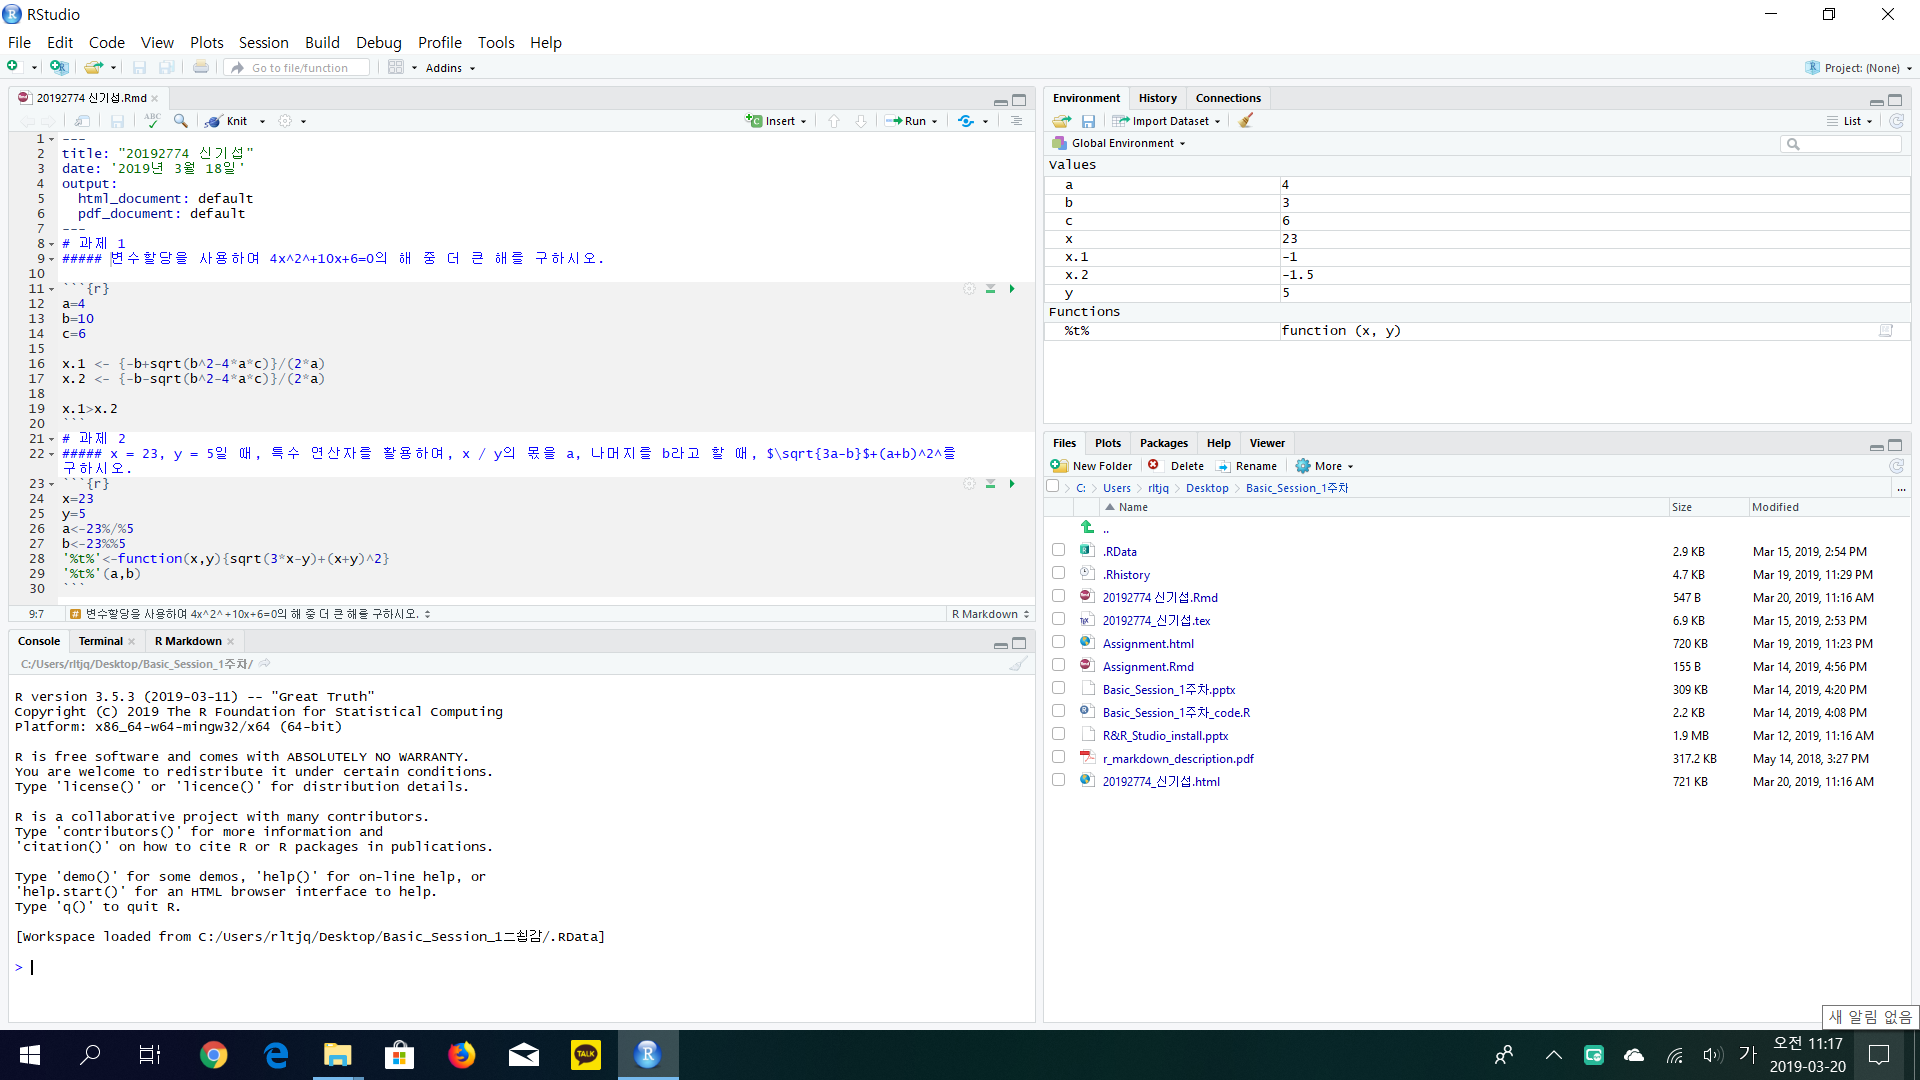 RStudio
File Edit Code View Plots Session Build Debug Profile Tools Help
Go to file/function Addins Project: (None)
20192774 신기섭.Rmd
ABC Knit Insert Run
1 ---
2 title: "20192774 신기섭"
3 date: '2019년 3월 18일'
4 output:
5 html_document: default
6 pdf_document: default
7 ---
8 # 과제 1
9 ##### 변수할당을 사용하여 4x^2^+10x+6=0의 해 중 더 큰 해를 구하시오.
10
11 ```{r}
12 a=4
13 b=10
14 c=6
15
16 x.1 <- {-b+sqrt(b^2-4*a*c)}/(2*a)
17 x.2 <- {-b-sqrt(b^2-4*a*c)}/(2*a)
18
19 x.1>x.2
20 ```
21 # 과제 2
22 ##### x = 23, y = 5일 때, 특수 연산자를 활용하여, x / y의 몫을 a, 나머지를 b라고 할 때, $\sqrt{3a-b}$+(a+b)^2^를
구하시오.
23 ```{r}
24 x=23
25 y=5
26 a<-23%/%5
27 b<-23%%5
28 '%t%'<-function(x,y){sqrt(3*x-y)+(x+y)^2}
29 '%t%'(a,b)
30 ```
9:7 # 변수할당을 사용하여 4x^2^+10x+6=0의 해 중 더 큰 해를 구하시오. R Markdown
Console Terminal R Markdown
C:/Users/rltjq/Desktop/Basic_Session_1주차/
R version 3.5.3 (2019-03-11) -- "Great Truth"
Copyright (C) 2019 The R Foundation for Statistical Computing
Platform: x86_64-w64-mingw32/x64 (64-bit)
R is free software and comes with ABSOLUTELY NO WARRANTY.
You are welcome to redistribute it under certain conditions.
Type 'license()' or 'licence()' for distribution details.
R is a collaborative project with many contributors.
Type 'contributors()' for more information and
'citation()' on how to cite R or R packages in publications.
Type 'demo()' for some demos, 'help()' for on-line help, or
'help.start()' for an HTML browser interface to help.
Type 'q()' to quit R.
[Workspace loaded from C:/Users/rltjq/Desktop/Basic_Session_1/.RData]
>
Environment History Connections
Import Dataset List
Global Environment
Values
a 4
b 3
c 6
x 23
x.1 -1
x.2 -1.5
y 5
Functions
%t% function (x, y)
Files Plots Packages Help Viewer
New Folder Delete Rename More
C: Users rltjq Desktop Basic_Session_1주차 ...
Name Size Modified
..
.RData 2.9 KB Mar 15, 2019, 2:54 PM
.Rhistory 4.7 KB Mar 19, 2019, 11:29 PM
20192774 신기섭.Rmd 547 B Mar 20, 2019, 11:16 AM
20192774_신기섭.tex 6.9 KB Mar 15, 2019, 2:53 PM
Assignment.html 720 KB Mar 19, 2019, 11:23 PM
Assignment.Rmd 155 B Mar 14, 2019, 4:56 PM
Basic_Session_1주차.pptx 309 KB Mar 14, 2019, 4:20 PM
Basic_Session_1주차_code.R 2.2 KB Mar 14, 2019, 4:08 PM
R&R_Studio_install.pptx 1.9 MB Mar 12, 2019, 11:16 AM
r_markdown_description.pdf 317.2 KB May 14, 2018, 3:27 PM
20192774_신기섭.html 721 KB Mar 20, 2019, 11:16 AM
새 알림 없음
TALK 가 오전 11:17
2019-03-20